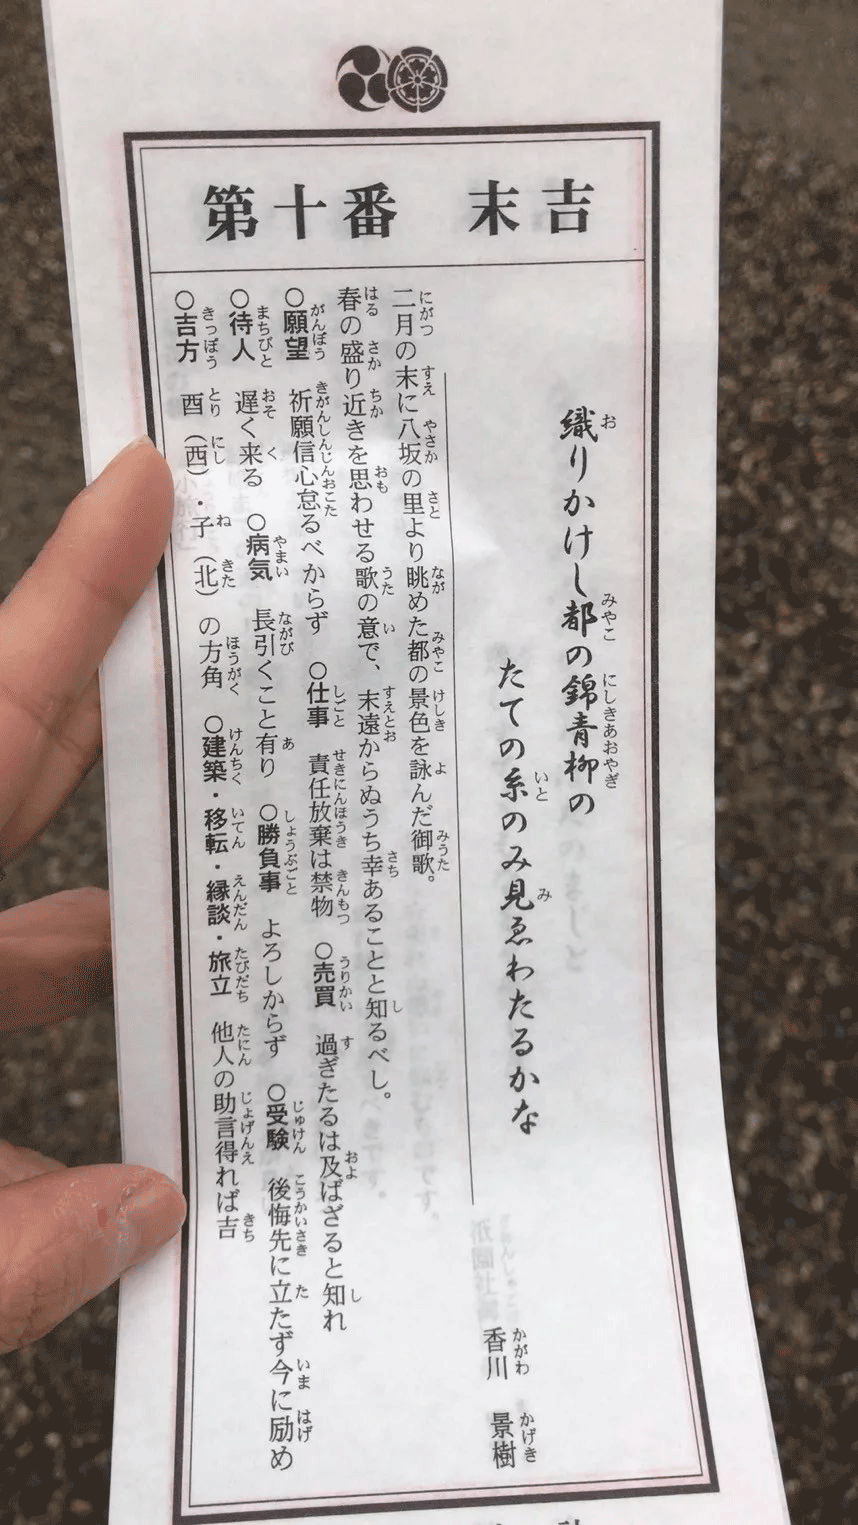 第十番 末吉
織りかけし都の錦青柳の
たての糸のみ見ゑわたるかな
香川 景樹
二月の末に八坂の里より眺めた都の景色を詠んだ御歌。
春の盛り近きを思わせる歌の意で、末遠からぬうち幸あることと知るべし。
○願望 祈願信心怠るべからず ○仕事 責任放棄は禁物 ○売買 過ぎたるは及ばざると知れ
○待人 遅く来る ○病気 長引くこと有り ○勝負事 よろしからず ○受験 後悔先に立たず今に励め
○吉方 酉（西）・子（北）の方角 ○建築・移転・縁談・旅立 他人の助言得れば吉